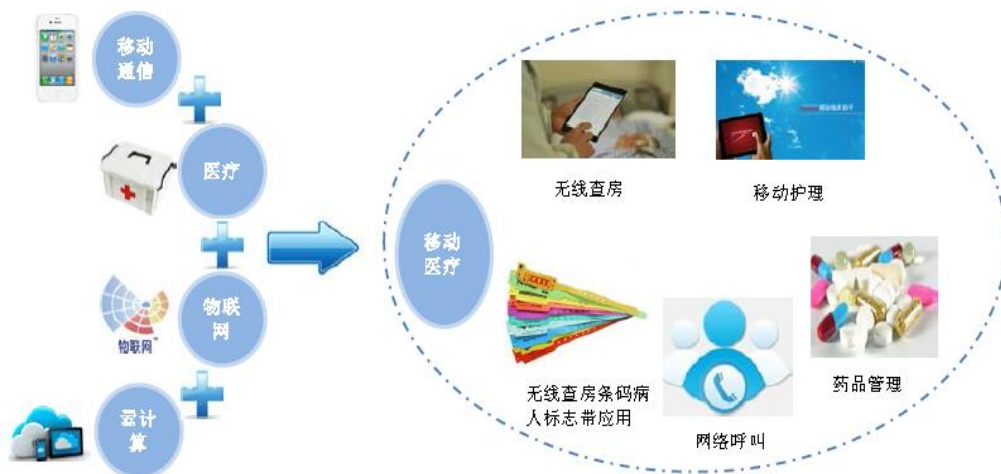 移动
通信
医疗
物联
网
物联网
云计
算
移动
医疗
无线查房
移动护理
无线查房条码病
人标志带应用
网络呼叫
药品管理